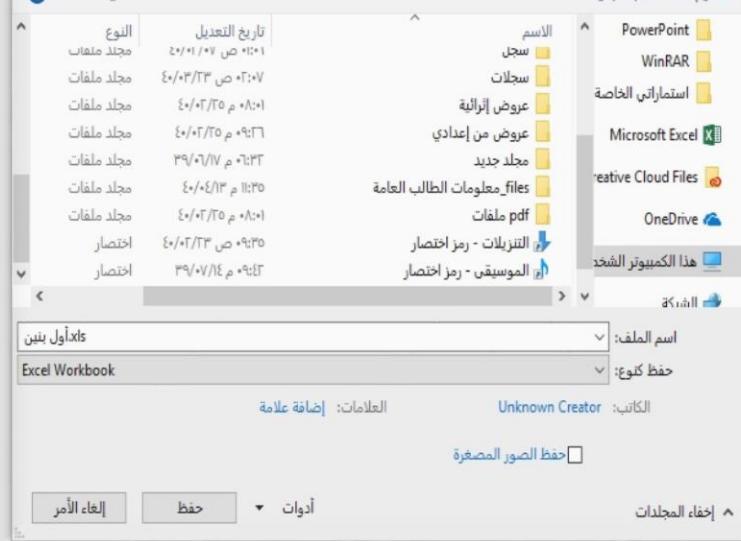 الاسم تاريخ التعديل النوع
سجل ٠١:٠١ ص ٤٠/٠١/٠٧ مجلد ملفات
سجلات ٠٢:٠٧ ص ٤٠/٠٣/٢٣ مجلد ملفات
عروض إثرائية ٠٨:٠١ م ٤٠/٠٢/٢٥ مجلد ملفات
عروض من إعدادي ٠٩:٢٦ م ٤٠/٠٢/٢٥ مجلد ملفات
مجلد جديد ٠٦:٣٢ م ٣٩/٠٦/١٧ مجلد ملفات
files_معلومات الطالب العامة ١١:٣٥ م ٤٠/٠٤/١٣ مجلد ملفات
pdf ملفات ٠٨:٠١ م ٤٠/٠٢/٢٥ مجلد ملفات
التنزيلات - رمز اختصار ٠٩:٣٥ ص ٤٠/٠٢/٢٣ اختصار
الموسيقى - رمز اختصار ٠٩:٤٢ م ٣٩/٠٧/١٤ اختصار
PowerPoint
WinRAR
استماراتي الخاصة
Microsoft Excel
reative Cloud Files
OneDrive
هذا الكمبيوتر الشخ
الشبكة
اسم الملف: أول بنين.xls
حفظ كنوع: Excel Workbook
الكاتب: Unknown Creator العلامات: إضافة علامة
حفظ الصور المصغرة
إخفاء المجلدات أدوات حفظ إلغاء الأمر